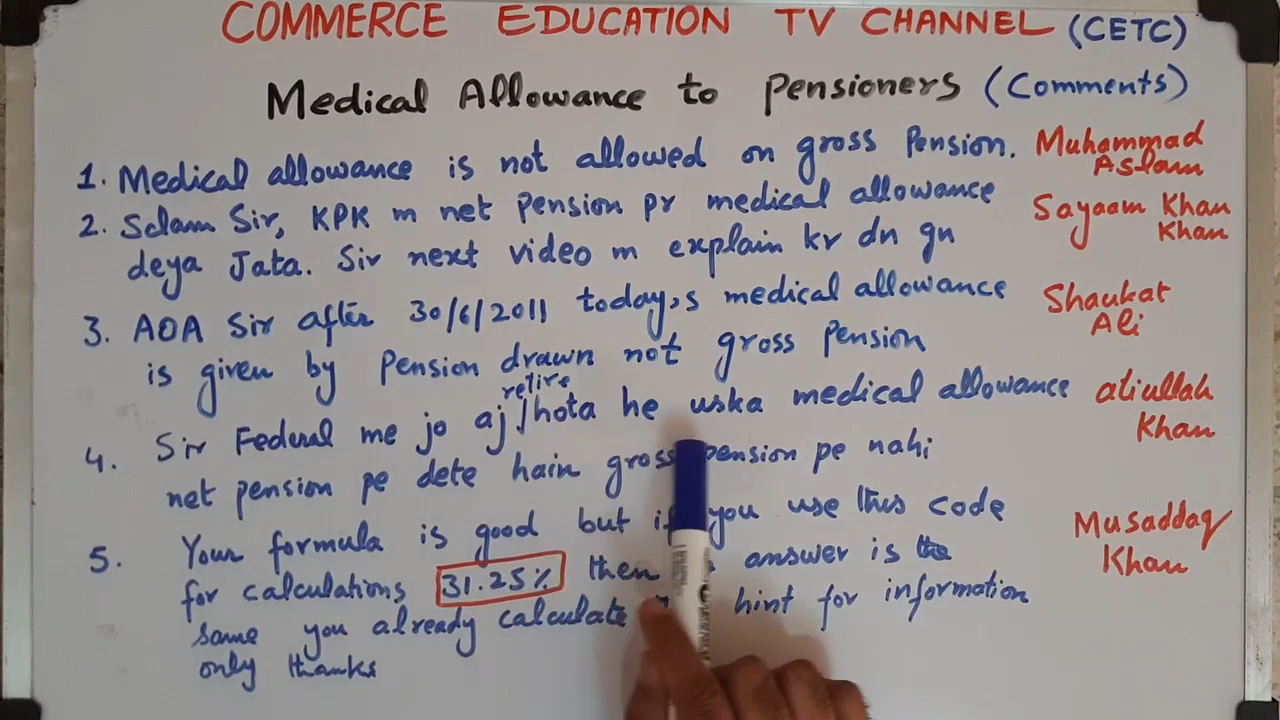 COMMERCE EDUCATION TV CHANNEL (CETC)
Medical Allowance to Pensioners (Comments)
1. Medical allowance is not allowed on gross Pension. Muhammad Aslam
2. Salam Sir, KPK m net pension pr medical allowance Sayaam Khan
deya Jata. Sir next video m explain kr dn gn Khan
3. AOA Sir after 30/6/2011 today,s medical allowance Shaukat
is given by Pension drawn not gross pension Ali
retire
4. Sir Federal me jo aj hota he uska medical allowance atiullah
net pension pe dete hain gross pension pe nahi Khan
5. Your formula is good but if you use this code Musaddaq
for calculations 31.25% then answer is the Khan
same you already calculate hint for information
only thanks